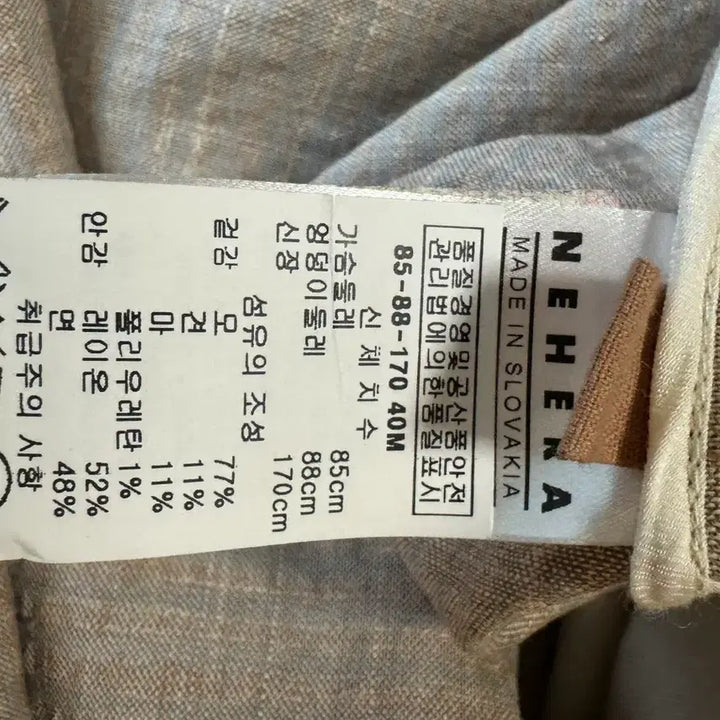 NEHERA
MADE IN SLOVAKIA
품질경영 및 공산품안전
관리법에 의한 품질표시
85-88-170 40M
신 체 치 수
가슴둘레 85cm
엉덩이둘레 88cm
신장 170cm
섬유의 조성
겉감 모 77%
견 11%
마 11%
폴리우레탄 1%
안감 레이온 52%
면 48%
취급주의 사항